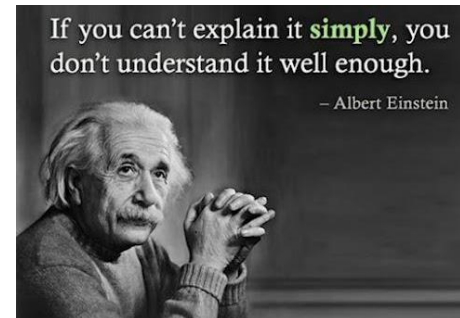 If you can’t explain it simply, you
don’t understand it well enough.
– Albert Einstein